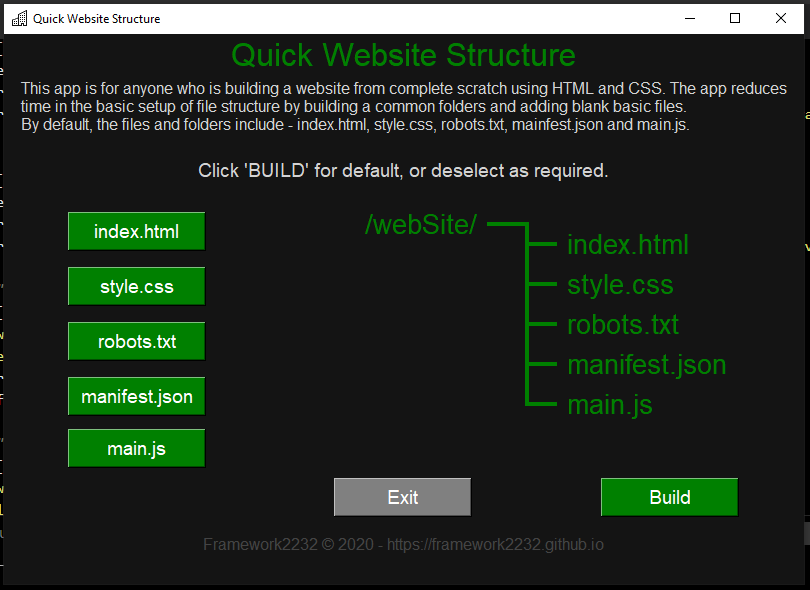 Quick Website Structure
Quick Website Structure
This app is for anyone who is building a website from complete scratch using HTML and CSS. The app reduces
time in the basic setup of file structure by building a common folders and adding blank basic files.
By default, the files and folders include - index.html, style.css, robots.txt, mainfest.json and main.js.
Click 'BUILD' for default, or deselect as required.
index.html
style.css
robots.txt
manifest.json
main.js
/webSite/
index.html
style.css
robots.txt
manifest.json
main.js
Exit
Build
Framework2232 © 2020 - https://framework2232.github.io